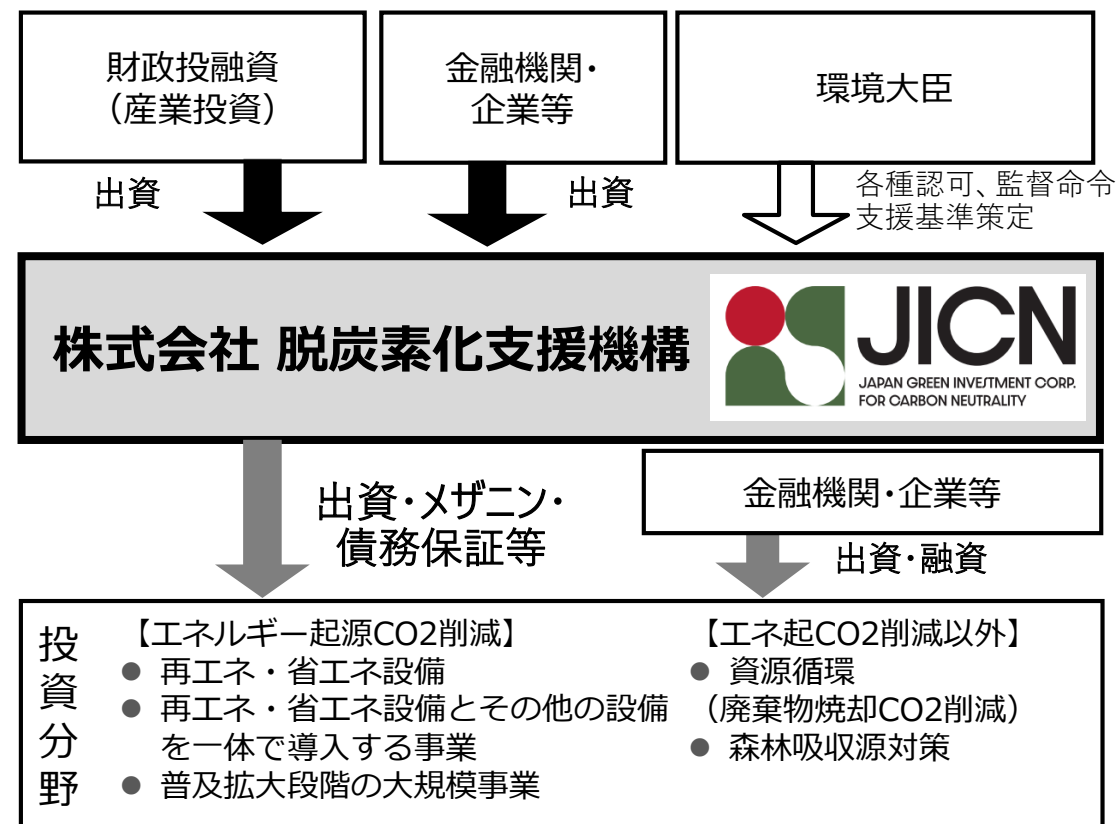 財政投融資
（産業投資）
金融機関・
企業等
環境大臣
出資
出資
各種認可、監督命令
支援基準策定
株式会社 脱炭素化支援機構
JICN
JAPAN GREEN INVESTMENT CORP.
FOR CARBON NEUTRALITY
出資・メザニン・
債務保証等
金融機関・企業等
出資・融資
投資分野
【エネルギー起源CO2削減】
● 再エネ・省エネ設備
● 再エネ・省エネ設備とその他の設備
を一体で導入する事業
● 普及拡大段階の大規模事業
【エネ起CO2削減以外】
● 資源循環
（廃棄物焼却CO2削減）
● 森林吸収源対策